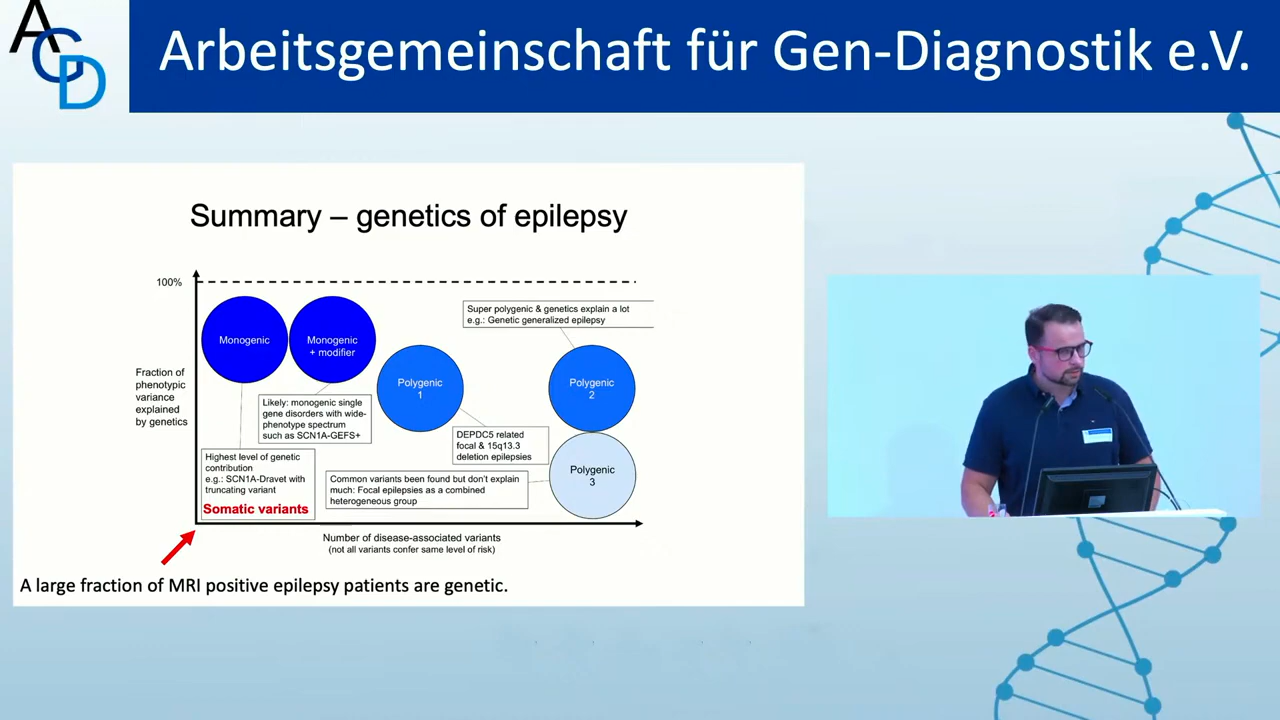 AGD
Arbeitsgemeinschaft für Gen-Diagnostik e.V.
Summary – genetics of epilepsy
100%
Fraction of
phenotypic
variance
explained
by genetics
Monogenic
Monogenic
+ modifier
Polygenic
1
Polygenic
2
Polygenic
3
Super polygenic & genetics explain a lot
e.g.: Genetic generalized epilepsy
Likely: monogenic single
gene disorders with wide-
phenotype spectrum
such as SCN1A-GEFS+
DEPDC5 related
focal & 15q13.3
deletion epilepsies
Highest level of genetic
contribution
e.g.: SCN1A-Dravet with
truncating variant
Somatic variants
Common variants been found but don't explain
much: Focal epilepsies as a combined
heterogeneous group
Number of disease-associated variants
(not all variants confer same level of risk)
A large fraction of MRI positive epilepsy patients are genetic.